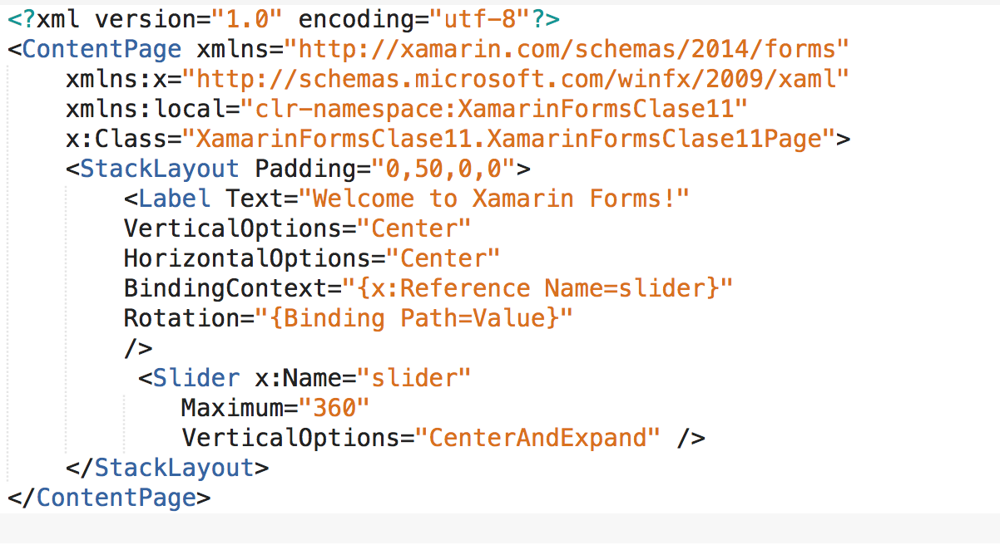 <?xml version="1.0" encoding="utf-8"?>
<ContentPage xmlns="http://xamarin.com/schemas/2014/forms"
    xmlns:x="http://schemas.microsoft.com/winfx/2009/xaml"
    xmlns:local="clr-namespace:XamarinFormsClase11"
    x:Class="XamarinFormsClase11.XamarinFormsClase11Page">
    <StackLayout Padding="0,50,0,0">
        <Label Text="Welcome to Xamarin Forms!"
        VerticalOptions="Center"
        HorizontalOptions="Center"
        BindingContext="{x:Reference Name=slider}"
        Rotation="{Binding Path=Value}"
        />
         <Slider x:Name="slider"
            Maximum="360"
            VerticalOptions="CenterAndExpand" />
    </StackLayout>
</ContentPage>